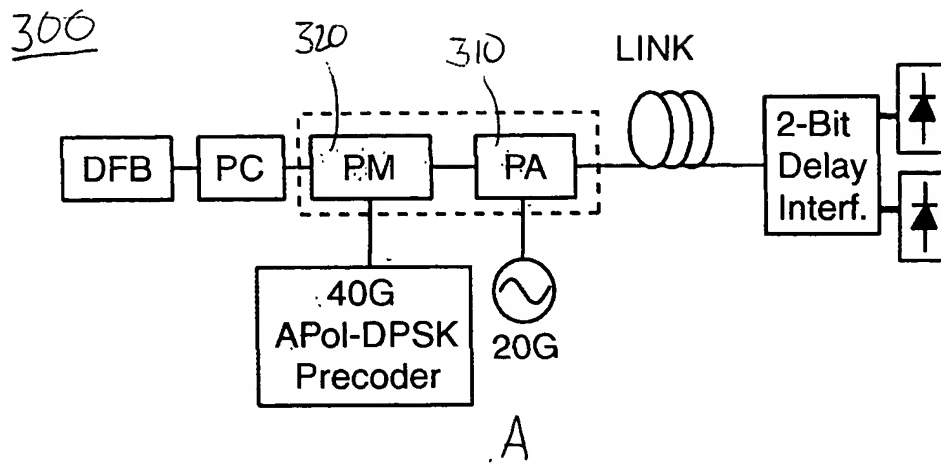 300
320
310
LINK
DFB
PC
PM
PA
2-Bit
Delay
Interf.
40G
APol-DPSK
Precoder
20G
A